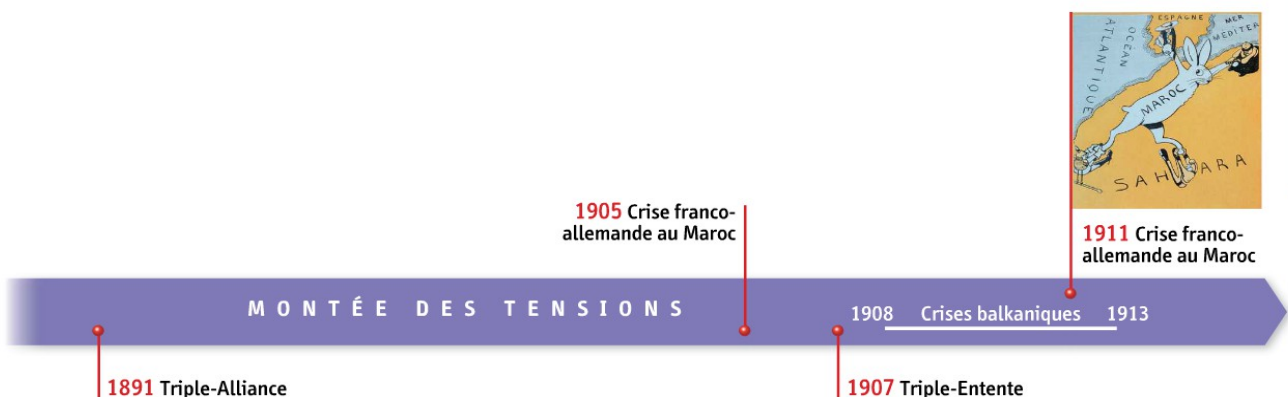 ESPAGNE
MER
MEDITER
OCÉAN
ATLANTIQUE
MAROC
SAHARA
1905 Crise franco-
allemande au Maroc
1911 Crise franco-
allemande au Maroc
MONTÉE DES TENSIONS
1908 Crises balkaniques 1913
1891 Triple-Alliance
1907 Triple-Entente